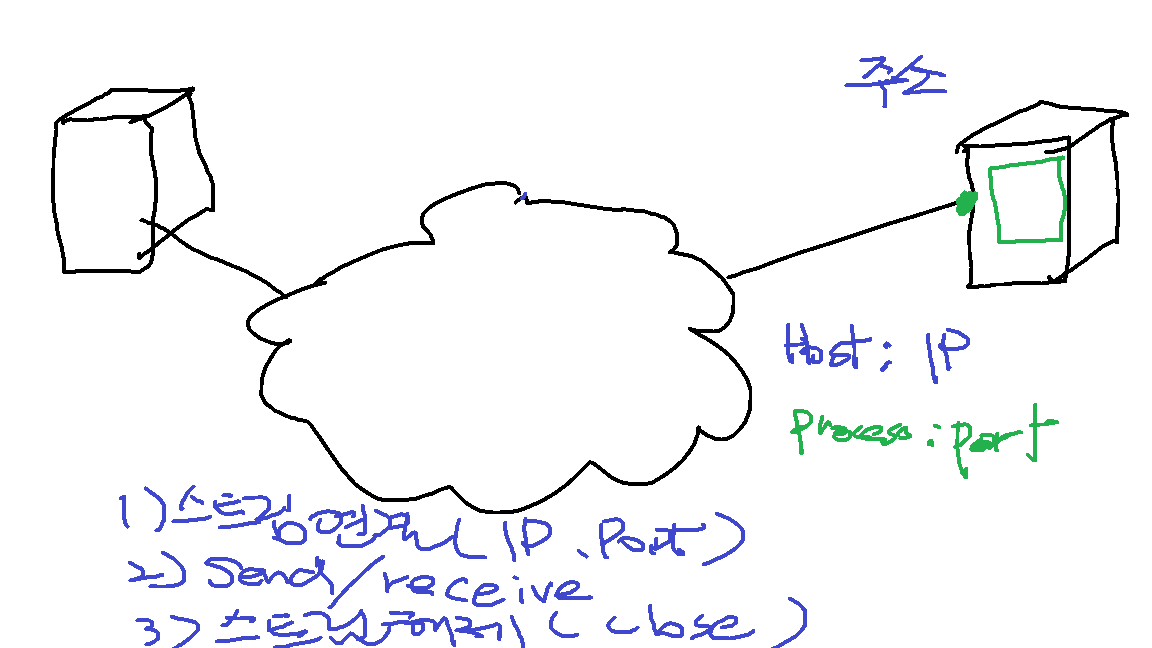 주소
Host: IP
process: port
1) 스트림연결(IP, Port)
2) Send/receive
3) 스트림해제(close)